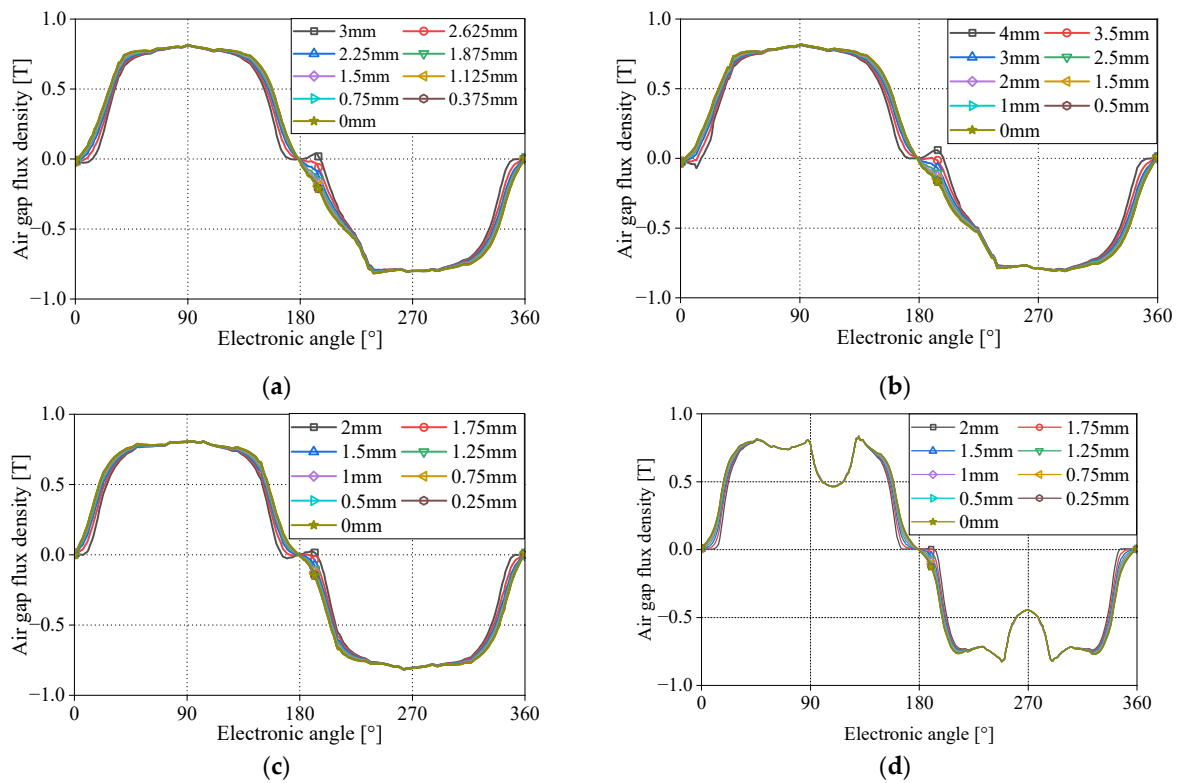 1.0
0.5
0.0
−0.5
−1.0
Air gap flux density [T]
3mm 2.625mm
2.25mm 1.875mm
1.5mm 1.125mm
0.75mm 0.375mm
0mm
0 90 180 270 360
Electronic angle [°]
(a)
1.0
0.5
0.0
−0.5
−1.0
Air gap flux density [T]
4mm 3.5mm
3mm 2.5mm
2mm 1.5mm
1mm 0.5mm
0mm
0 90 180 270 360
Electronic angle [°]
(b)
1.0
0.5
0.0
−0.5
−1.0
Air gap flux density [T]
2mm 1.75mm
1.5mm 1.25mm
1mm 0.75mm
0.5mm 0.25mm
0mm
0 90 180 270 360
Electronic angle [°]
(c)
1.0
0.5
0.0
−0.5
−1.0
Air gap flux density [T]
2mm 1.75mm
1.5mm 1.25mm
1mm 0.75mm
0.5mm 0.25mm
0mm
0 90 180 270 360
Electronic angle [°]
(d)